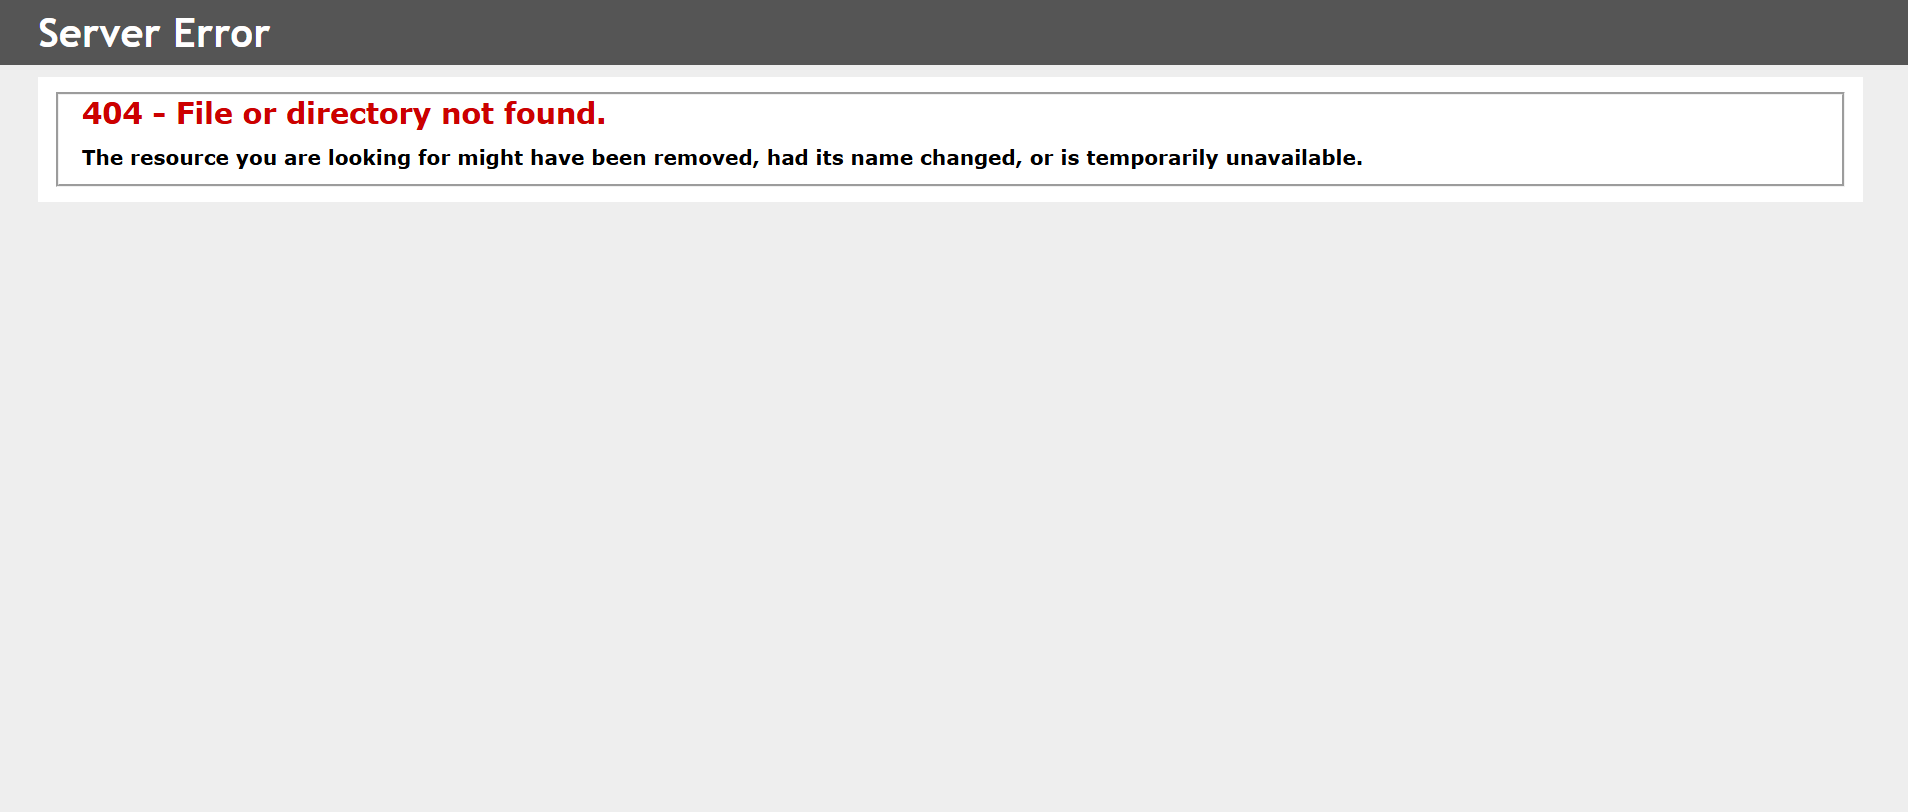 Server Error
404 - File or directory not found.
The resource you are looking for might have been removed, had its name changed, or is temporarily unavailable.